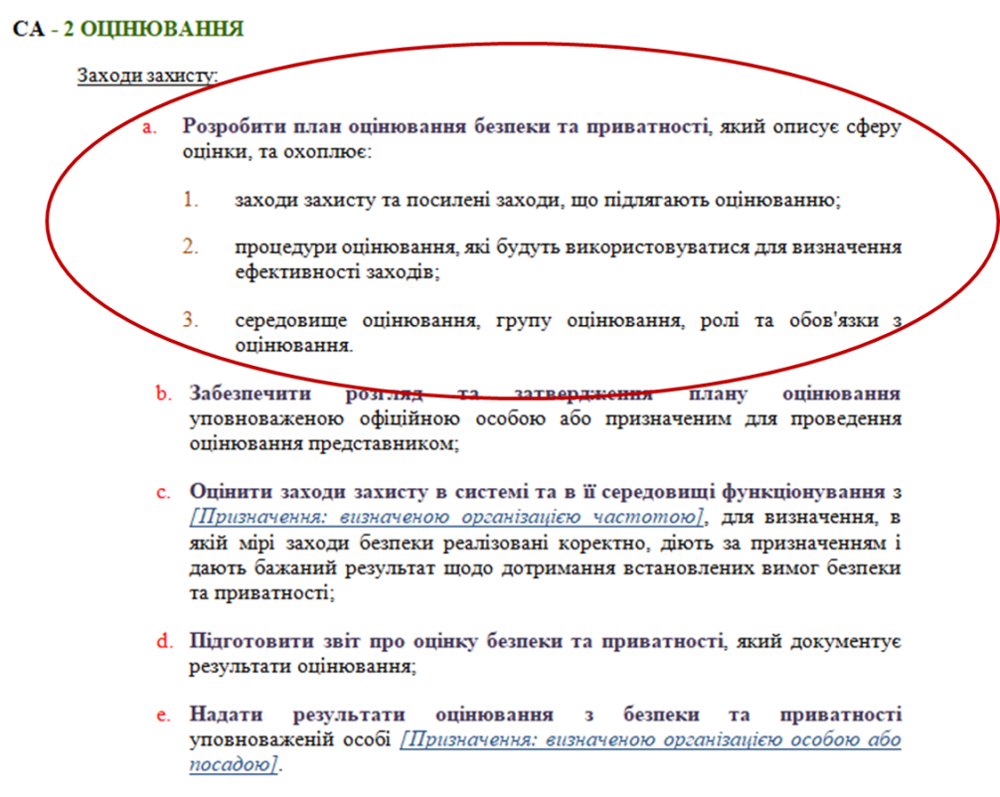 СА - 2 ОЦІНЮВАННЯ
Заходи захисту:
a. Розробити план оцінювання безпеки та приватності, який описує сферу
оцінки, та охоплює:
1. заходи захисту та посилені заходи, що підлягають оцінюванню;
2. процедури оцінювання, які будуть використовуватися для визначення
ефективності заходів;
3. середовище оцінювання, групу оцінювання, ролі та обов'язки з
оцінювання.
b. Забезпечити розгляд та затвердження плану оцінювання
уповноваженою офіційною особою або призначеним для проведення
оцінювання представником;
c. Оцінити заходи захисту в системі та в її середовищі функціонування з
[Призначення: визначеною організацією частотою], для визначення, в
якій мірі заходи безпеки реалізовані коректно, діють за призначенням і
дають бажаний результат щодо дотримання встановлених вимог безпеки
та приватності;
d. Підготовити звіт про оцінку безпеки та приватності, який документує
результати оцінювання;
e. Надати результати оцінювання з безпеки та приватності
уповноваженій особі [Призначення: визначеною організацією особою або
посадою].